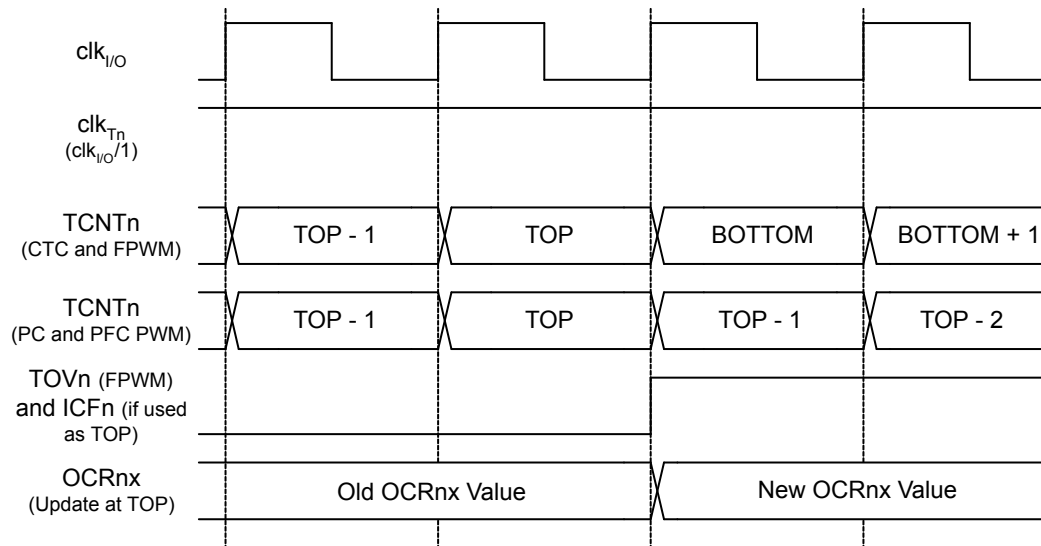 clkI/O
clkTn
(clkI/O/1)
TCNTn
(CTC and FPWM)
TOP - 1
TOP
BOTTOM
BOTTOM + 1
TCNTn
(PC and PFC PWM)
TOP - 1
TOP
TOP - 1
TOP - 2
TOVn (FPWM)
and ICFn (if used
as TOP)
OCRnx
(Update at TOP)
Old OCRnx Value
New OCRnx Value